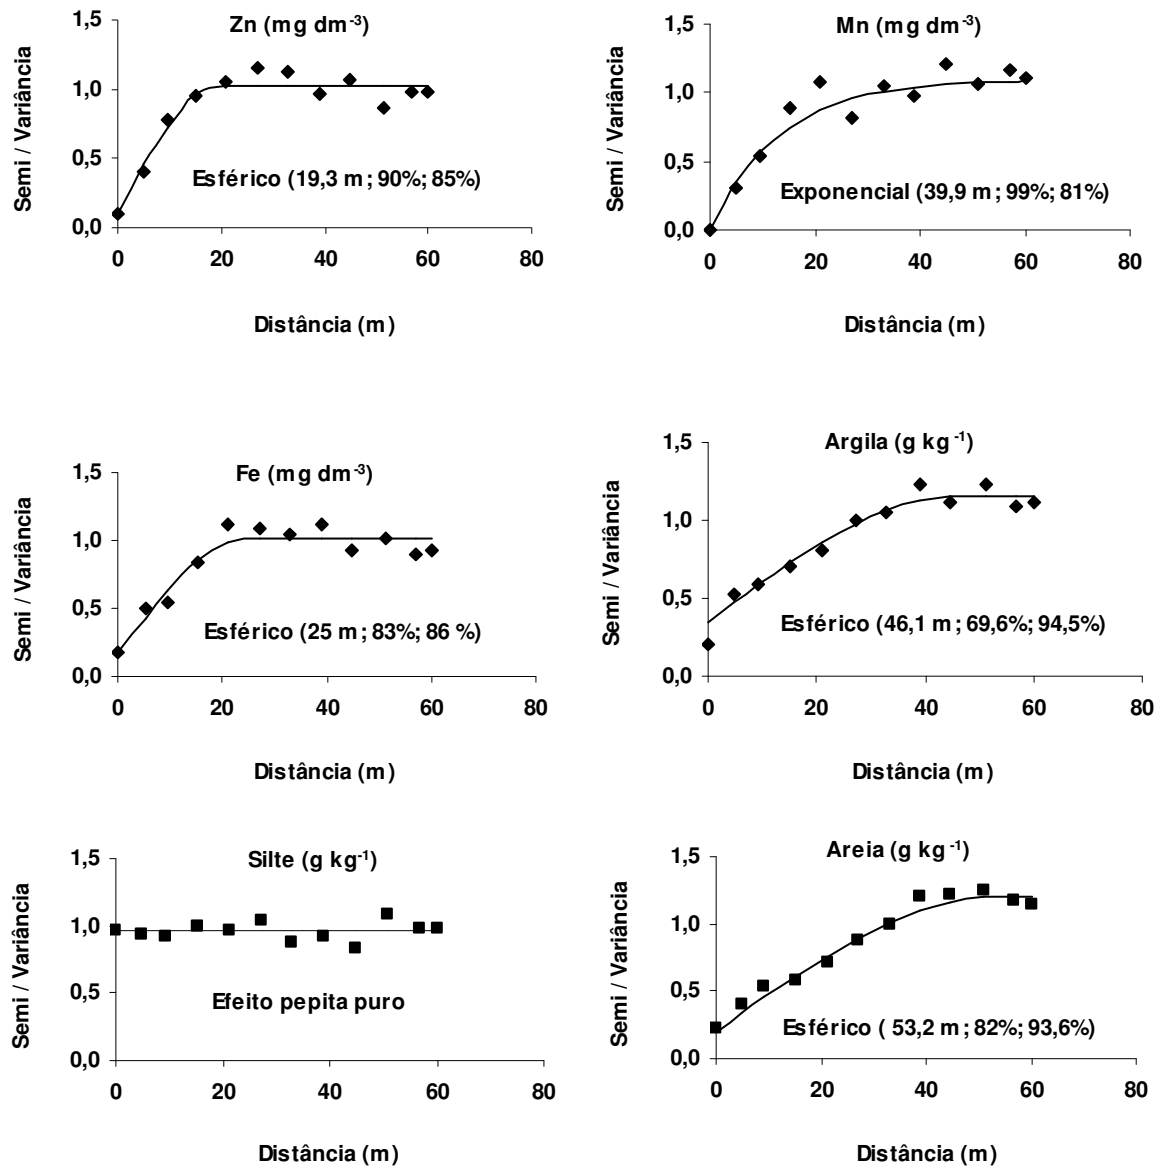 Zn (mg dm-3)
Semi / Variância
1,5
1,0
0,5
0,0
Esférico (19,3 m; 90%; 85%)
0 20 40 60 80
Distância (m)
Mn (mg dm-3)
Semi / Variância
1,5
1,0
0,5
0,0
Exponencial (39,9 m; 99%; 81%)
0 20 40 60 80
Distância (m)
Fe (mg dm-3)
Semi / Variância
1,5
1,0
0,5
0,0
Esférico (25 m; 83%; 86 %)
0 20 40 60 80
Distância (m)
Argila (g kg-1)
Semi / Variância
1,5
1,0
0,5
0,0
Esférico (46,1 m; 69,6%; 94,5%)
0 20 40 60 80
Distância (m)
Silte (g kg-1)
Semi / Variância
1,5
1,0
0,5
0,0
Efeito pepita puro
0 20 40 60 80
Distância (m)
Areia (g kg-1)
Semi / Variância
1,5
1,0
0,5
0,0
Esférico ( 53,2 m; 82%; 93,6%)
0 20 40 60 80
Distância (m)